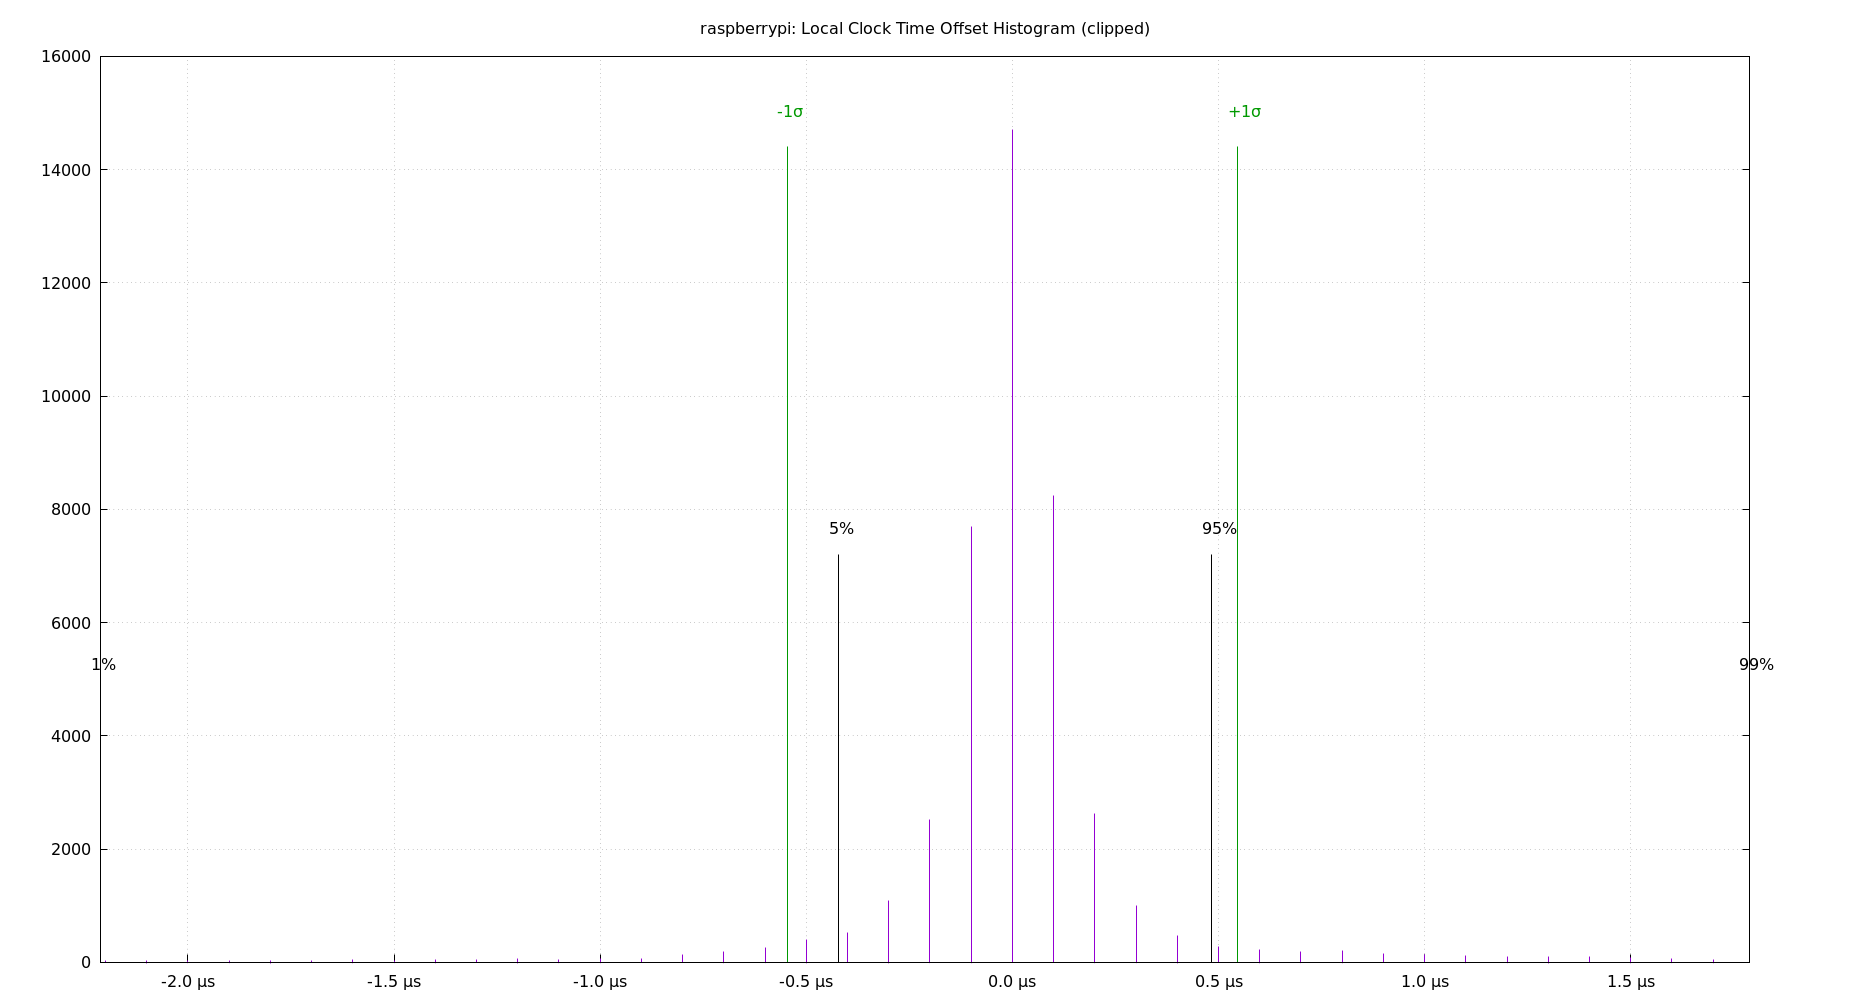 raspberrypi: Local Clock Time Offset Histogram (clipped)
16000
-1σ
+1σ
14000
12000
10000
8000
5%
95%
6000
1%
99%
4000
2000
0
-2.0 µs
-1.5 µs
-1.0 µs
-0.5 µs
0.0 µs
0.5 µs
1.0 µs
1.5 µs